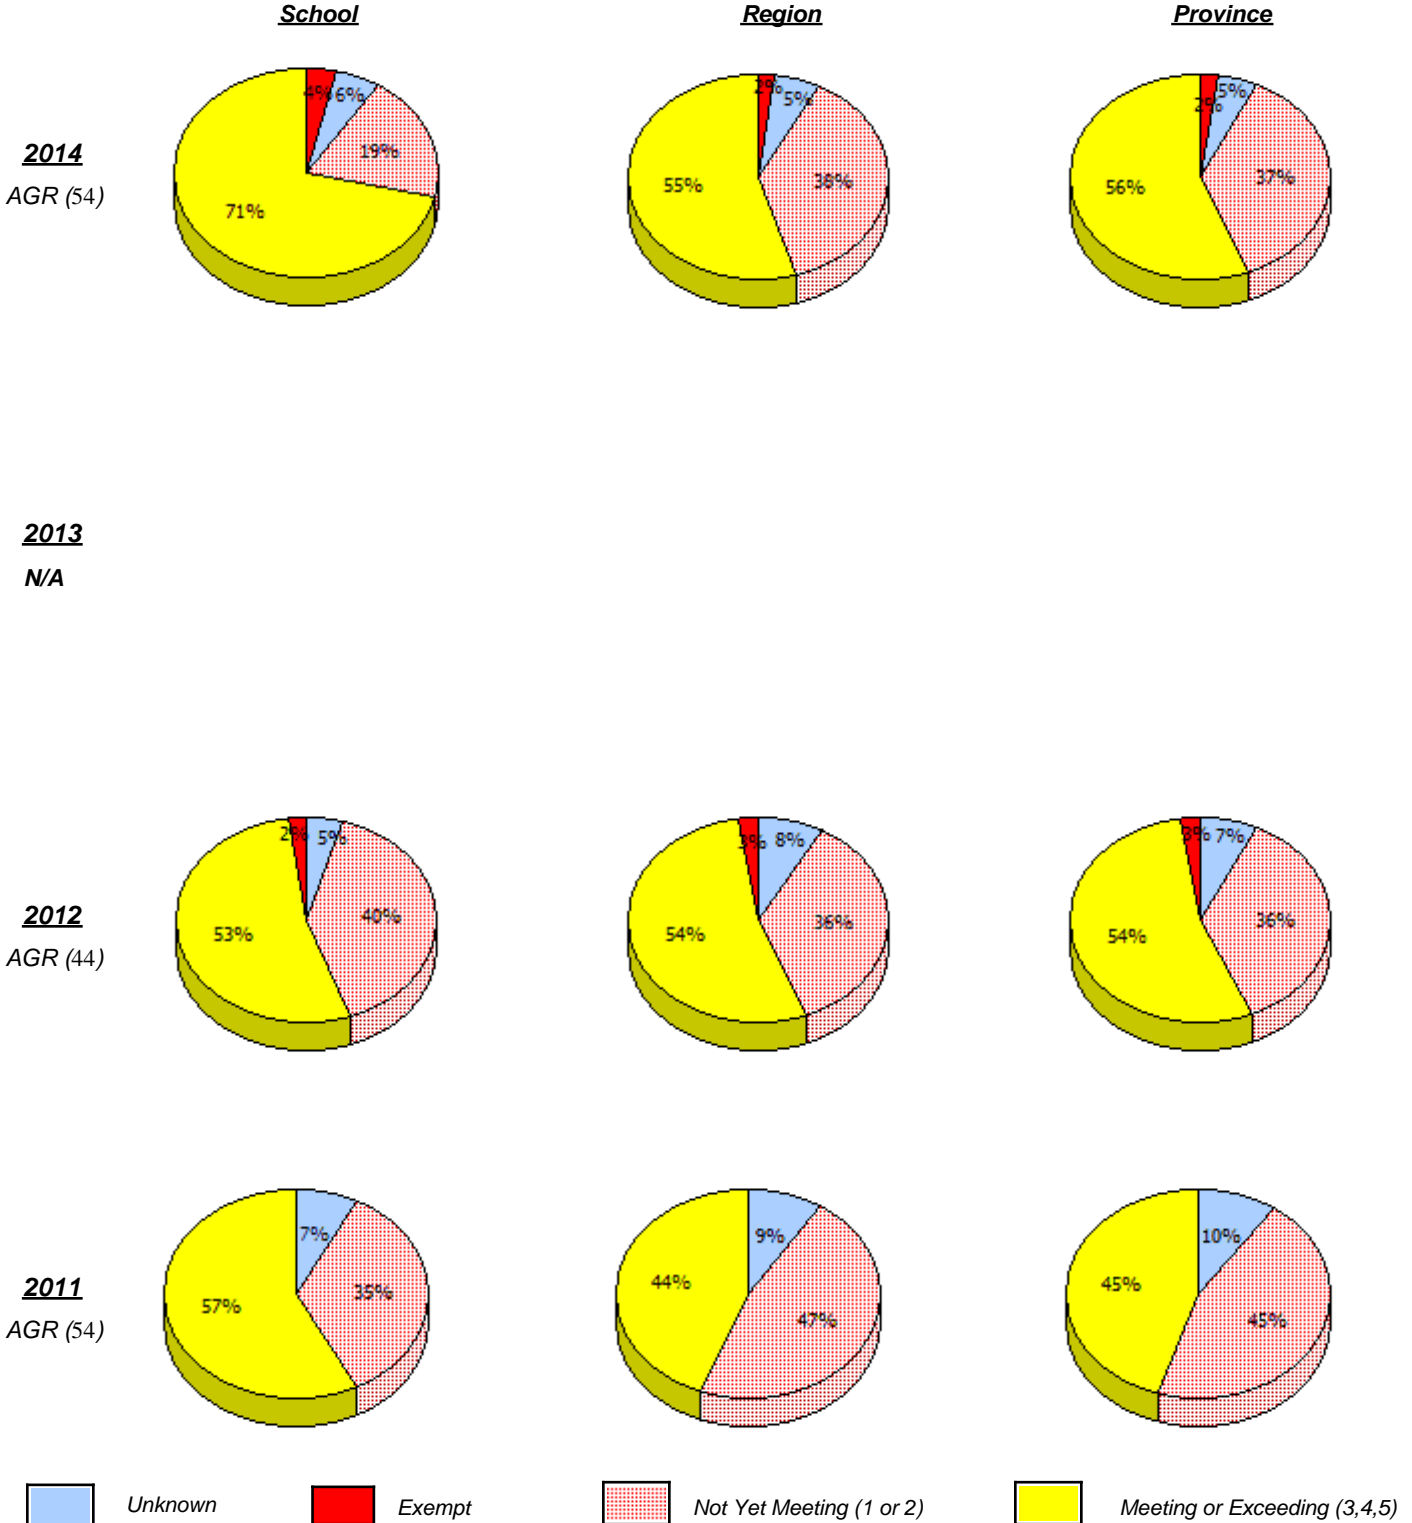 School Region Province
2014
AGR (54)
4% 6% 19% 71%
2% 5% 38% 55%
2% 5% 37% 56%
2013
N/A
2012
AGR (44)
2% 5% 40% 53%
3% 8% 36% 54%
3% 7% 36% 54%
2011
AGR (54)
7% 35% 57%
9% 47% 44%
10% 45% 45%
Unknown Exempt Not Yet Meeting (1 or 2) Meeting or Exceeding (3,4,5)